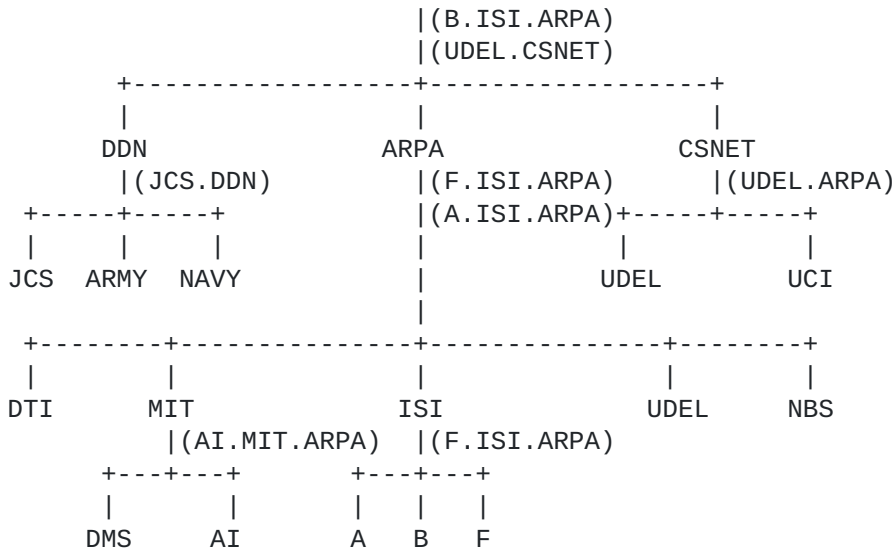 |(B.ISI.ARPA)
|(UDEL.CSNET)
+------------------+------------------+
| | |
DDN ARPA CSNET
|(JCS.DDN) |(F.ISI.ARPA) |(UDEL.ARPA)
+-----+-----+ |(A.ISI.ARPA)+-----+-----+
| | | | | |
JCS ARMY NAVY | UDEL UCI
|
+--------+---------------+---------------+--------+
| | | | |
DTI MIT ISI UDEL NBS
|(AI.MIT.ARPA) |(F.ISI.ARPA)
+---+---+ +---+---+
| | | | |
DMS AI A B F